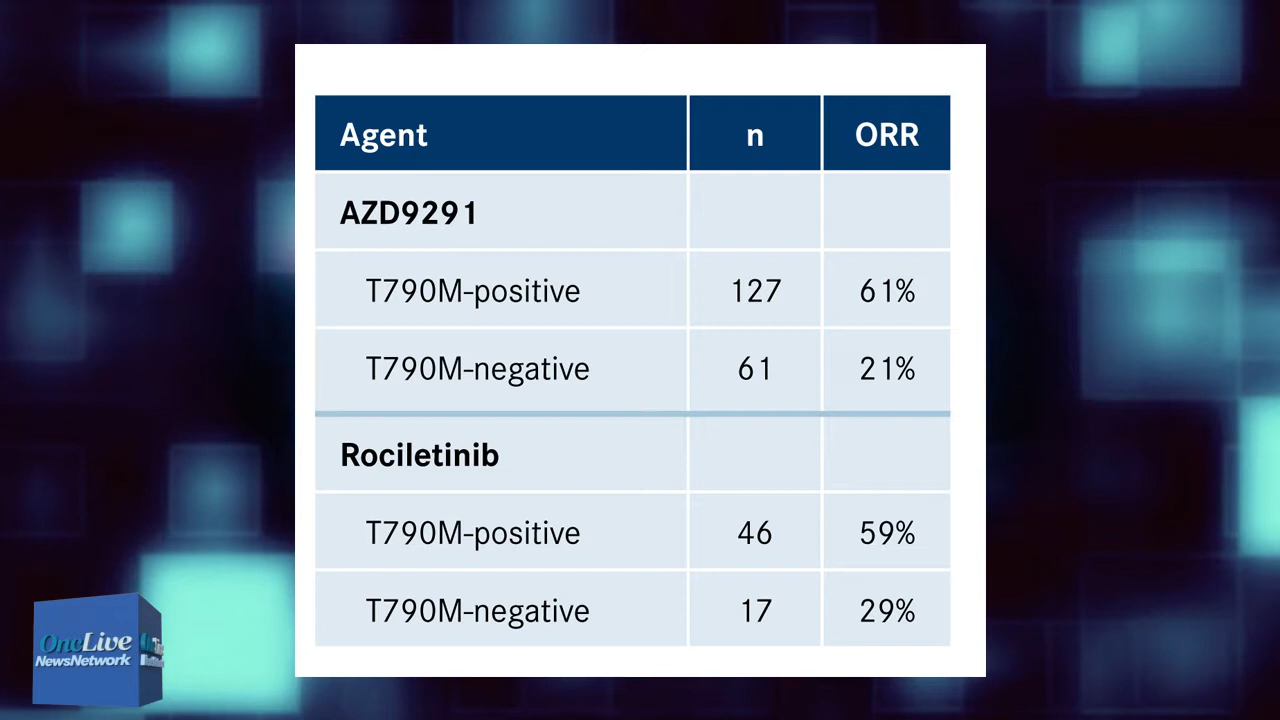 Agent n ORR
AZD9291
T790M-positive 127 61%
T790M-negative 61 21%
Rociletinib
T790M-positive 46 59%
T790M-negative 17 29%
OncLive
NewsNetwork